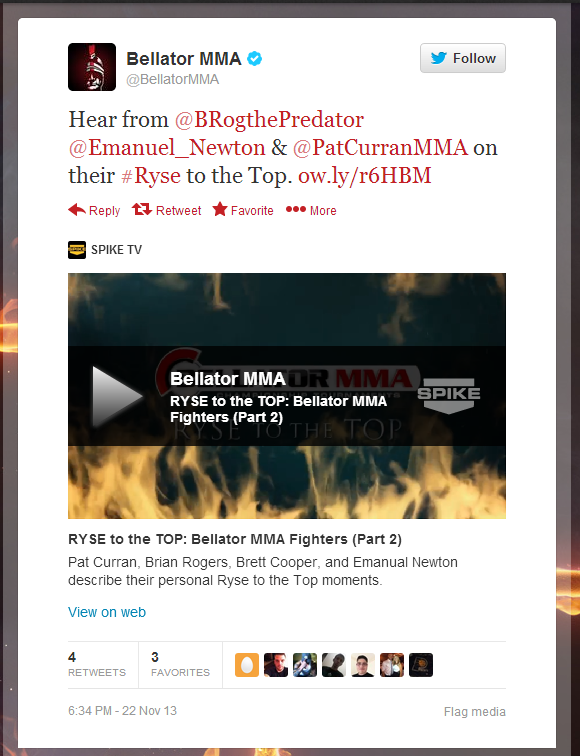 Bellator MMA
@BellatorMMA
Follow
Hear from @BRogthePredator
@Emanuel_Newton & @PatCurranMMA on
their #Ryse to the Top. ow.ly/r6HBM
Reply Retweet Favorite More
SPIKE TV
Bellator MMA
RYSE to the TOP: Bellator MMA
Fighters (Part 2)
SPIKE
RYSE TO THE TOP
RYSE to the TOP: Bellator MMA Fighters (Part 2)
Pat Curran, Brian Rogers, Brett Cooper, and Emanual Newton
describe their personal Ryse to the Top moments.
View on web
4 3
RETWEETS FAVORITES
6:34 PM - 22 Nov 13 Flag media